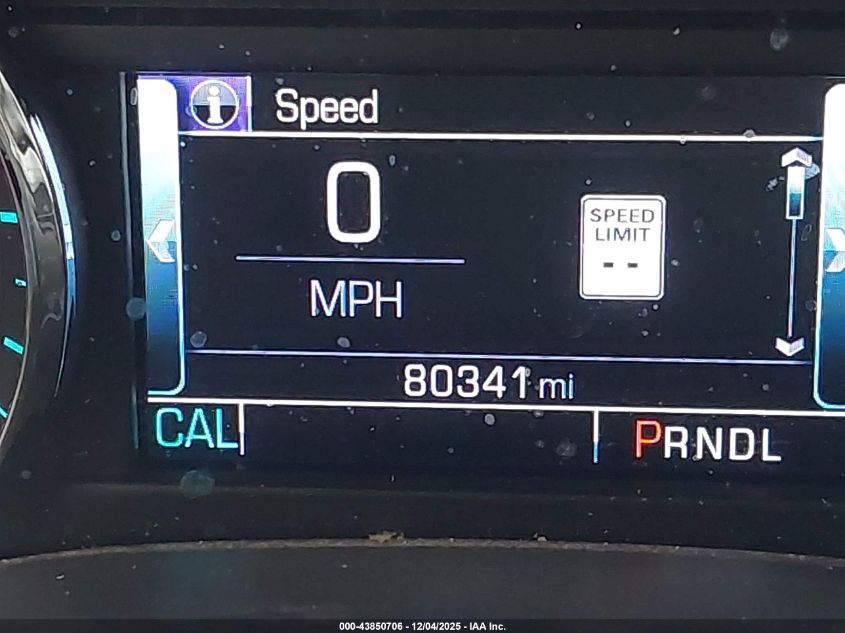 i Speed
0
MPH
SPEED
LIMIT
--
80341 mi
CAL
PRNDL
000-43850706 - 12/04/2025 - IAA Inc.